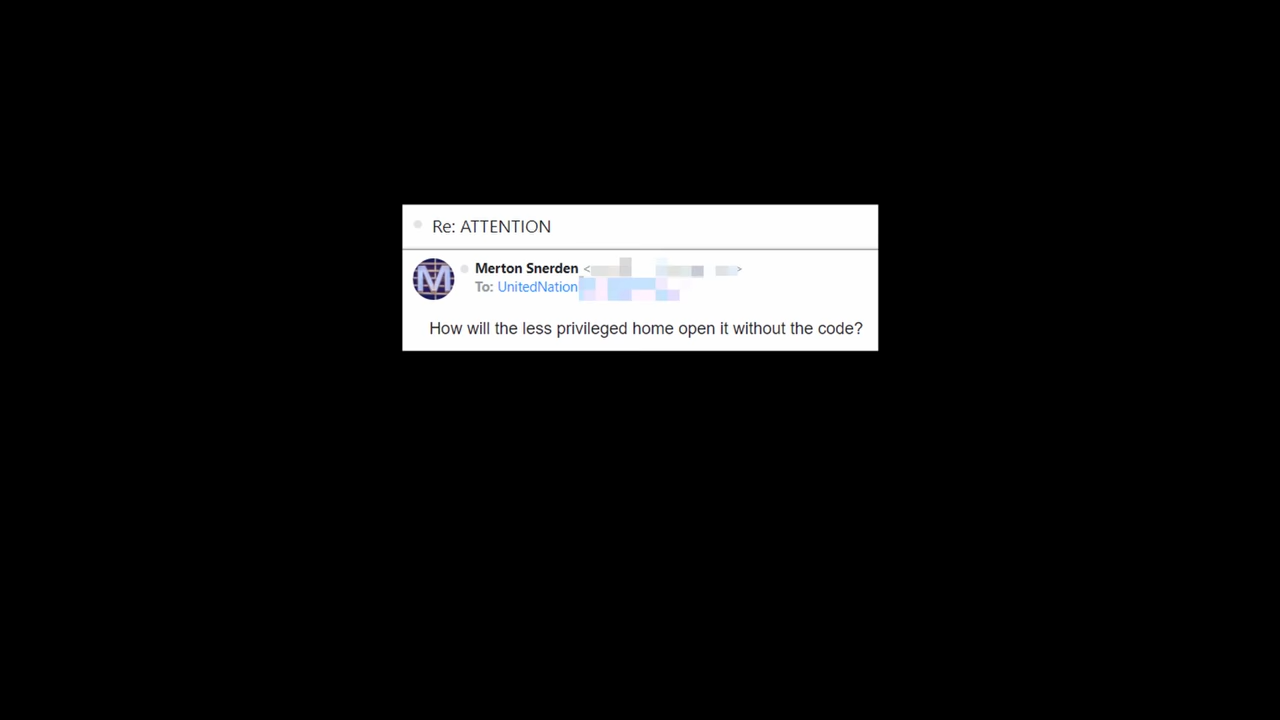 Re: ATTENTION
M
Merton Snerden <
>
To: UnitedNation
How will the less privileged home open it without the code?